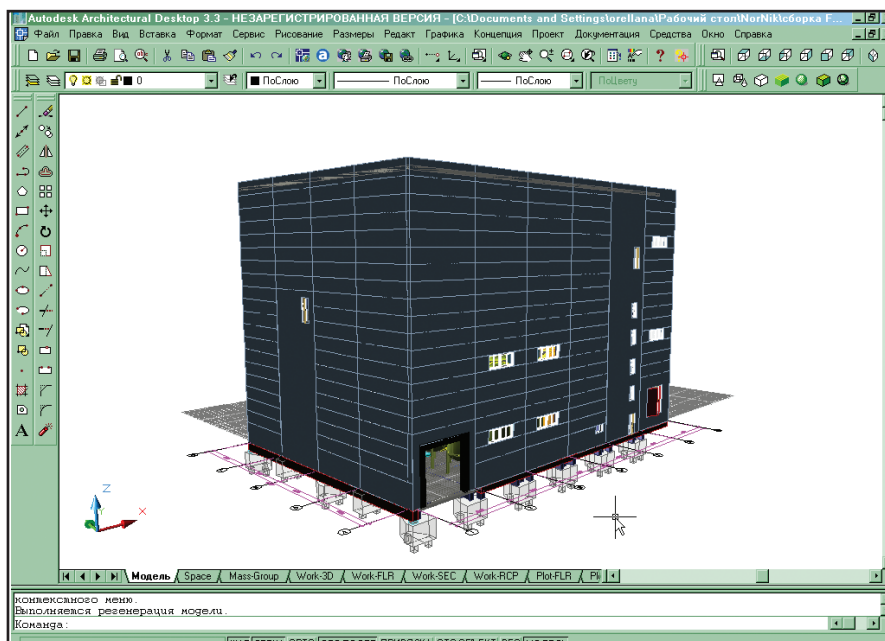 Autodesk Architectural Desktop 3.3 - НЕЗАРЕГИСТРИРОВАННАЯ ВЕРСИЯ - [C:\Documents and Settings\orellana\Рабочий стол\NorNik\сборка F...
Файл Правка Вид Вставка Формат Сервис Рисование Размеры Редакт Графика Концепция Проект Документация Средства Окно Справка
0 ПоСлою ПоСлою ПоСлою ПоЦвету
A
Z
X
Модель Space Mass-Group Work-3D Work-FLR Work-SEC Work-RCP Plot-FLR
контекстного меню.
Выполняется регенерация модели.
Команда: